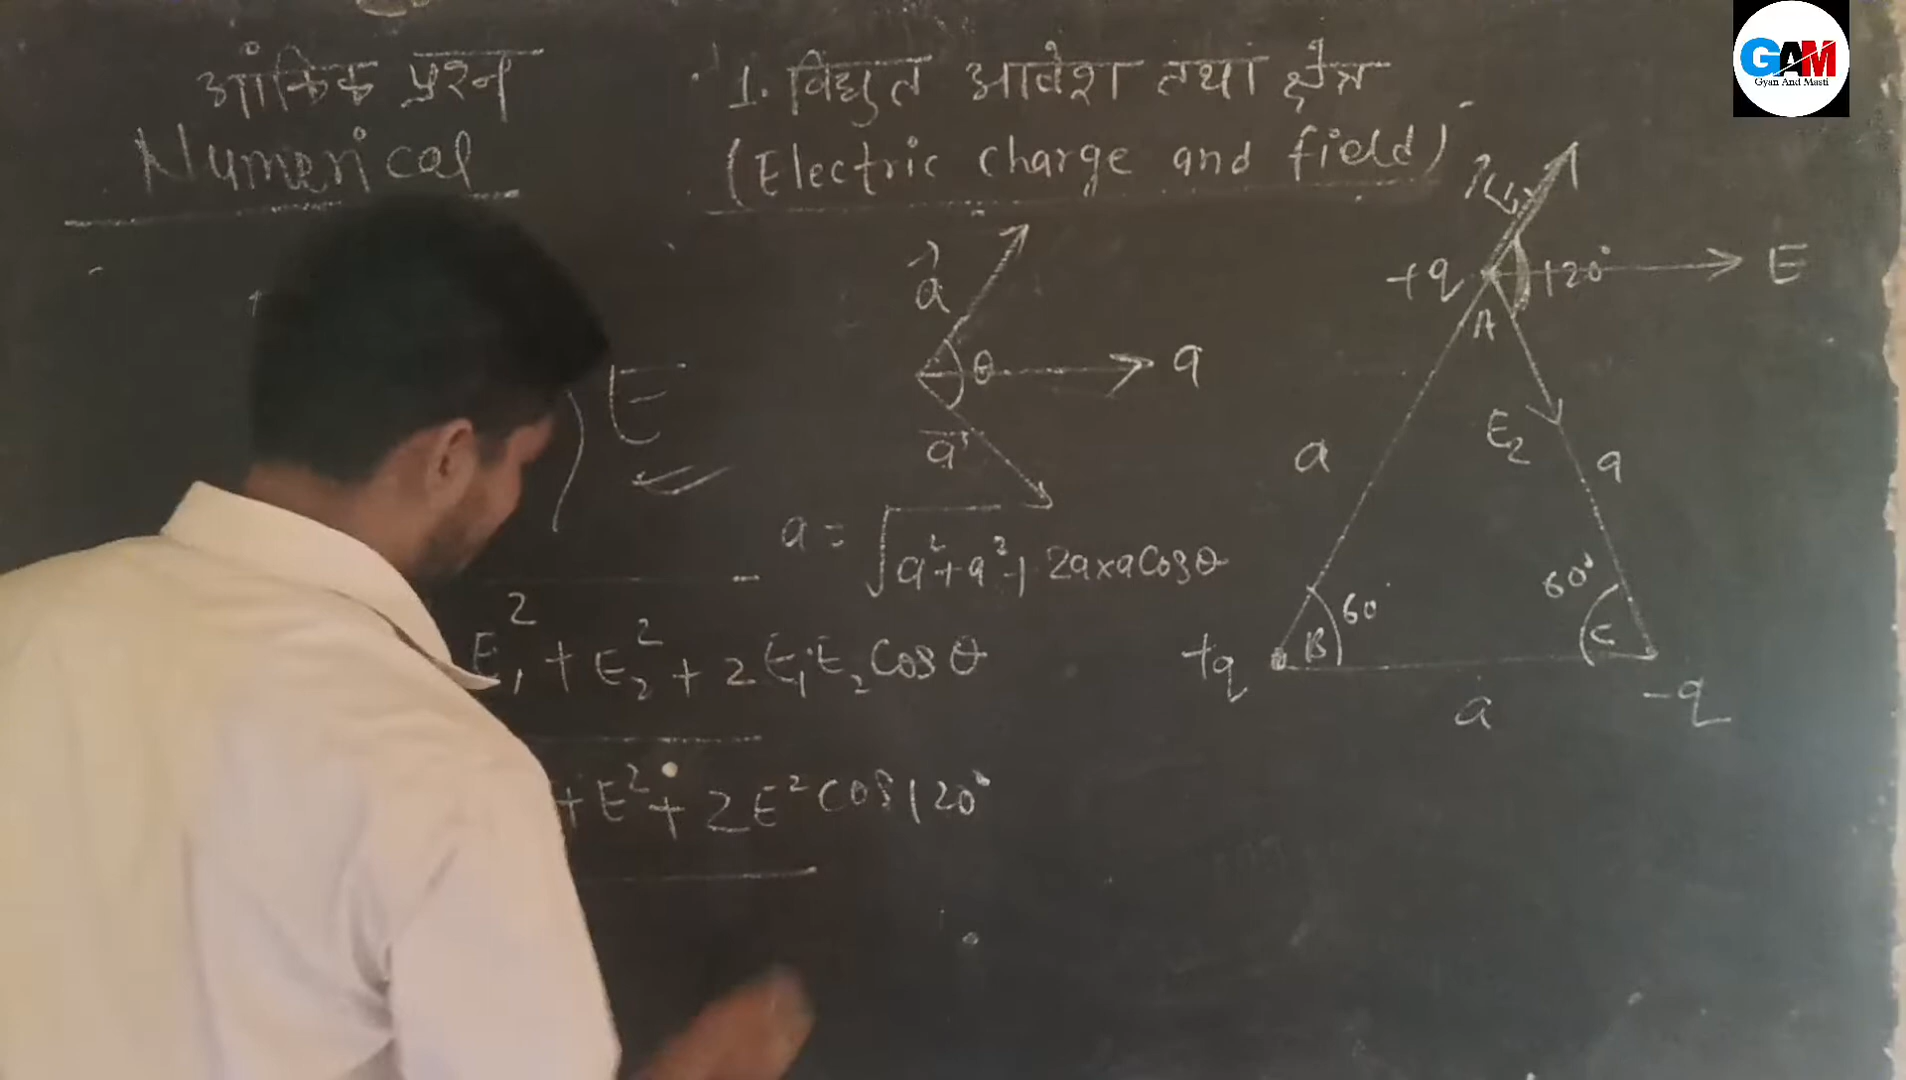 आंकिक प्रश्न
Numerical
1. विद्युत आवेश तथा क्षेत्र
(Electric charge and field)
GAM
Gyan And Masti
a
θ
a
a
a = √a²+a²+2a×a Cosθ
E
E₁² + E₂² + 2E₁E₂ Cos θ
+ E² + 2E² Cos 120°
E₁
+q
120°
E
A
E₂
a
a
60°
60°
+q
B
C
-q
a